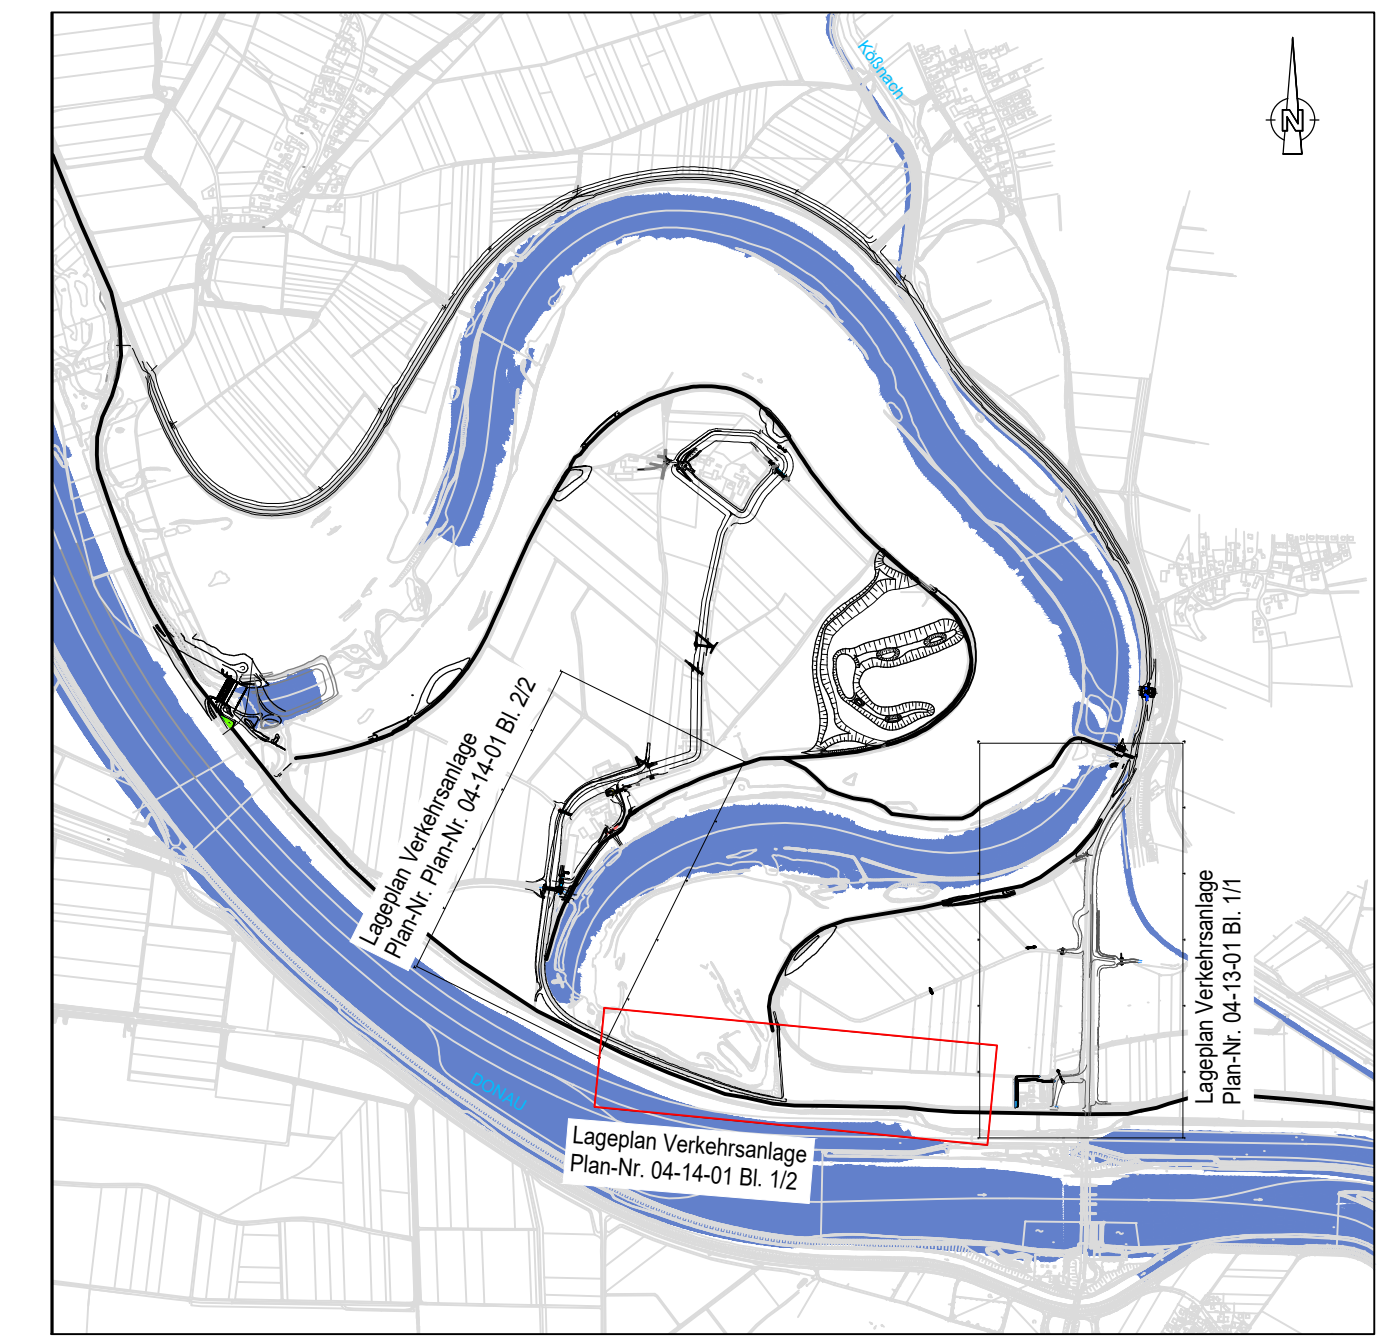 Kößnach
N
Lageplan Verkehrsanlage
Plan-Nr. Plan-Nr. 04-14-01 Bl. 2/2
Lageplan Verkehrsanlage
Plan-Nr. 04-13-01 Bl. 1/1
DONAU
Lageplan Verkehrsanlage
Plan-Nr. 04-14-01 Bl. 1/2